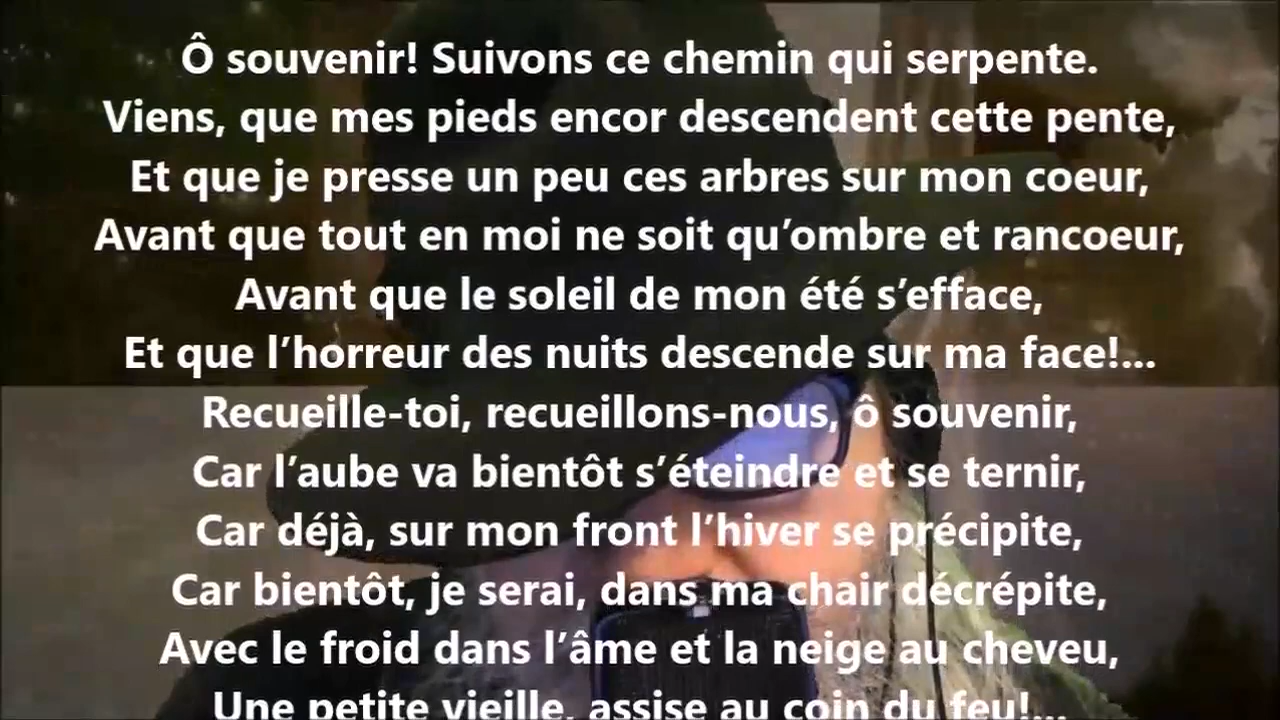 Ô souvenir! Suivons ce chemin qui serpente.
Viens, que mes pieds encor descendent cette pente,
Et que je presse un peu ces arbres sur mon coeur,
Avant que tout en moi ne soit qu’ombre et rancoeur,
Avant que le soleil de mon été s’efface,
Et que l’horreur des nuits descende sur ma face!...
Recueille-toi, recueillons-nous, ô souvenir,
Car l’aube va bientôt s’éteindre et se ternir,
Car déjà, sur mon front l’hiver se précipite,
Car bientôt, je serai, dans ma chair décrépite,
Avec le froid dans l’âme et la neige au cheveu,
Une petite vieille, assise au coin du feu!...